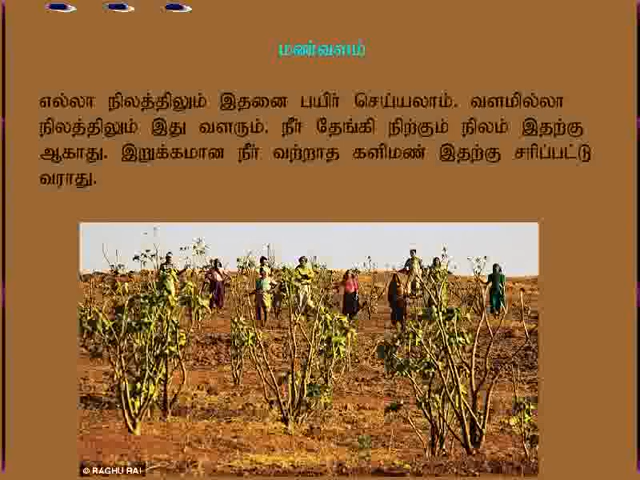 மண்வளம்
எல்லா நிலத்திலும் இதனை பயிர் செய்யலாம். வளமில்லா
நிலத்திலும் இது வளரும். நீர் தேங்கி நிற்கும் நிலம் இதற்கு
ஆகாது. இறுக்கமான நீர் வற்றாத களிமண் இதற்கு சரிப்பட்டு
வராது.
© RAGHU RAI